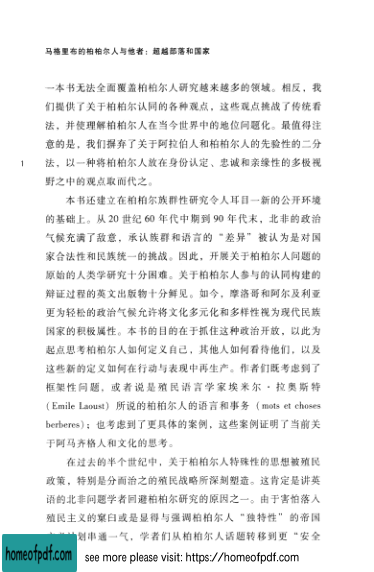 马格里布的柏柏尔人与他者：超越部落和国家
一本书无法全面覆盖柏柏尔人研究越来越多的领域。相反，我
们提供了关于柏柏尔认同的各种观点，这些观点挑战了传统看
法，并使理解柏柏尔人在当今世界中的地位问题化。最值得注
意的是，我们摒弃了关于阿拉伯人和柏柏尔人的先验性的二分
1 法，以一种将柏柏尔人放在身份认定、忠诚和亲缘性的多极视
野之中的观点取而代之。
本书还建立在柏柏尔族群性研究令人耳目一新的公开环境
的基础上。从 20 世纪 60 年代中期到 90 年代末，北非的政治
气候充满了敌意，承认族群和语言的“差异”被认为是对国
家合法性和民族统一的挑战。因此，开展关于柏柏尔人问题的
原始的人类学研究十分困难。关于柏柏尔人参与的认同构建的
辩证过程的英文出版物十分鲜见。如今，摩洛哥和阿尔及利亚
更为轻松的政治气候允许将文化多元化和多样性视为现代民族
国家的积极属性。本书的目的在于抓住这种政治开放，以此为
起点思考柏柏尔人如何定义自己，其他人如何看待他们，以及
这些新的定义如何在行动与表现中再生产。作者们既考虑到了
框架性问题，或者说是殖民语言学家埃米尔·拉奥斯特
(Emile Laoust) 所说的柏柏尔人的语言和事务 (mots et choses
berberes)；也考虑到了更具体的案例，这些案例证明了当前关
于阿马齐格人和文化的思考。
在过去的半个世纪中，关于柏柏尔人特殊性的思想被殖民
政策，特别是分而治之的殖民战略所深刻塑造。这肯定是讲英
语的北非问题学者回避柏柏尔研究的原因之一。由于害怕落入
殖民主义的窠臼或是显得与强调柏柏尔人“独特性”的帝国
划串通一气，学者们从柏柏尔人话题转移到更“安全
homeofpdf.com see more please visit: https://homeofpdf.com